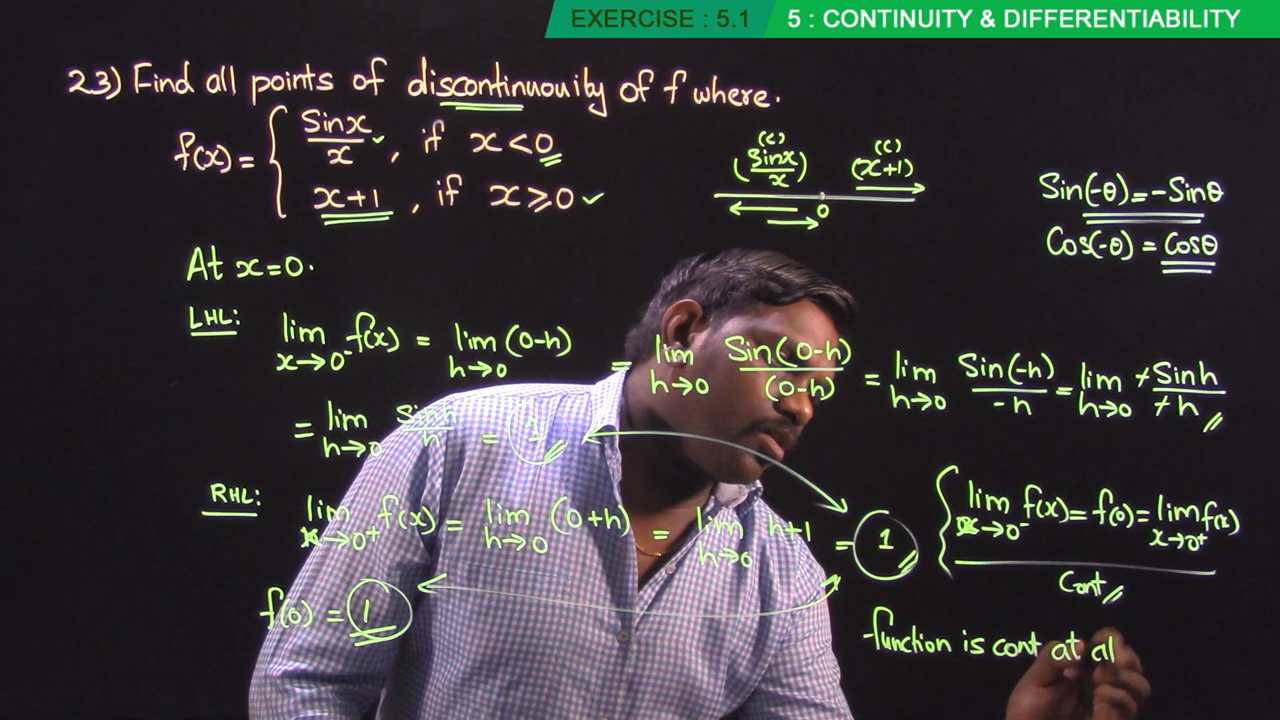 EXERCISE : 5.1 5 : CONTINUITY & DIFFERENTIABILITY
23) Find all points of discontinuouity of f where.
f(x) = { Sinx/x , if x < 0
x+1 , if x ≥ 0
(c) (c)
(Sinx/x) (x+1)
0
Sin(-θ) = -Sinθ
Cos(-θ) = Cosθ
At x = 0.
LHL: lim x→0⁻ f(x) = lim h→0 (0-h) = lim h→0 Sin(0-h)/(0-h) = lim h→0 Sin(-h)/-h = lim h→0 -Sinh/-h
= lim h→0 Sinh/h = 1
RHL: lim x→0⁺ f(x) = lim h→0 (0+h) = lim h→0 h+1 = 1
lim x→0⁻ f(x) = f(0) = lim x→0⁺ f(x)
Cont
f(0) = 1
function is cont at al